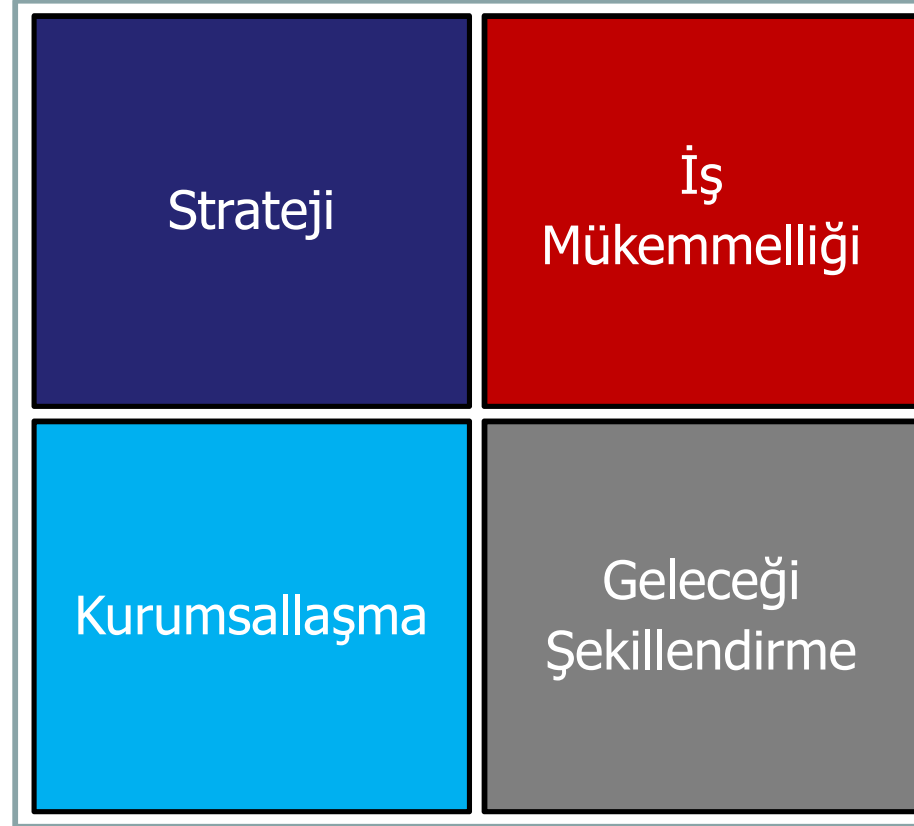 Strateji
İş
Mükemmelliği
Kurumsallaşma
Geleceği
Şekillendirme